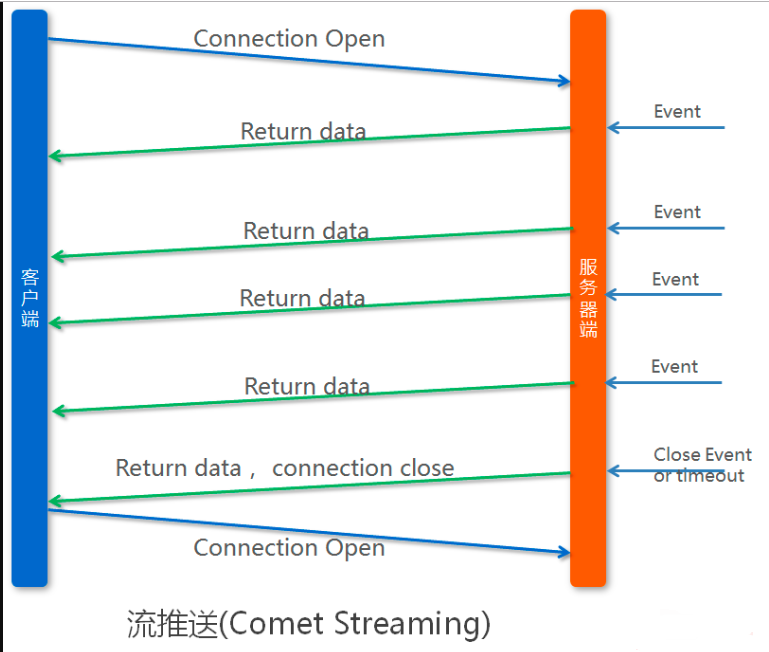 Connection Open
Event
Return data
Event
Return data
客户端
服务器端
Event
Return data
Event
Return data
Close Event
or timeout
Return data ，connection close
Connection Open
流推送(Comet Streaming)